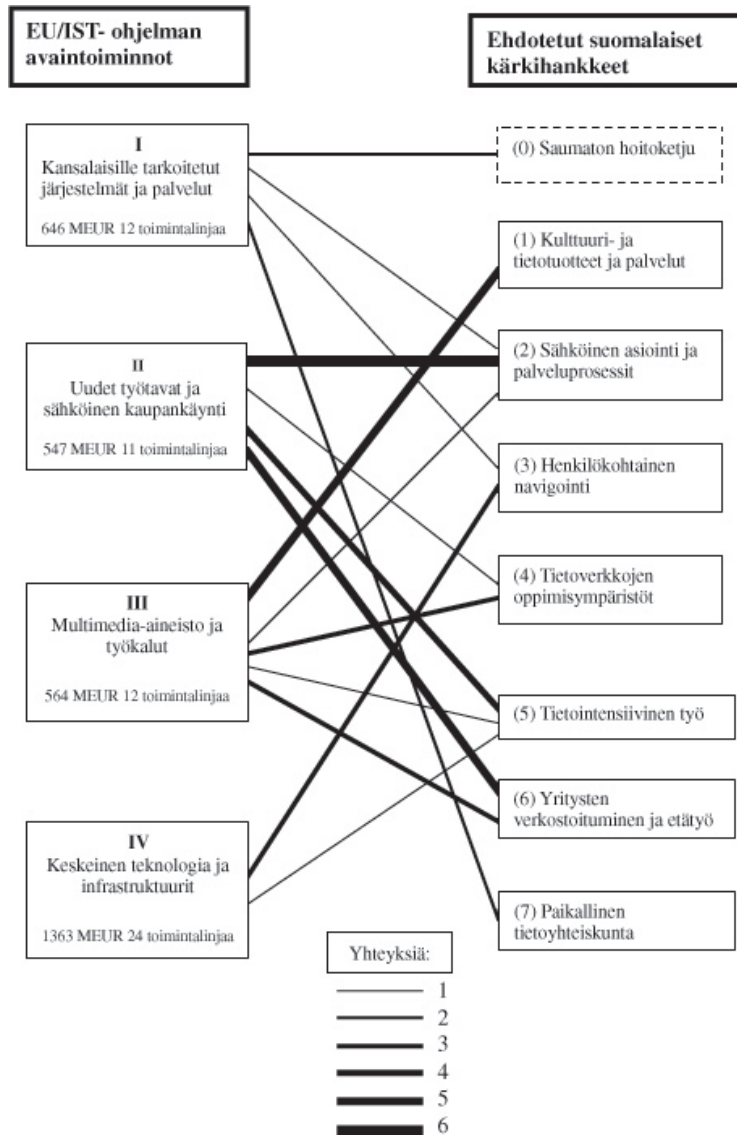 EU/IST- ohjelman
avaintoiminnot
Ehdotetut suomalaiset
kärkihankkeet
I
Kansalaisille tarkoitetut
järjestelmät ja palvelut
646 MEUR 12 toimintalinjaa
II
Uudet työtavat ja
sähköinen kaupankäynti
547 MEUR 11 toimintalinjaa
III
Multimedia-aineisto ja
työkalut
564 MEUR 12 toimintalinjaa
IV
Keskeinen teknologia ja
infrastruktuurit
1363 MEUR 24 toimintalinjaa
(0) Saumaton hoitoketju
(1) Kulttuuri- ja
tietotuotteet ja palvelut
(2) Sähköinen asiointi ja
palveluprosessit
(3) Henkilökohtainen
navigointi
(4) Tietoverkkojen
oppimisympäristöt
(5) Tietointensiivinen työ
(6) Yritysten
verkostoituminen ja etätyö
(7) Paikallinen
tietoyhteiskunta
Yhteyksiä:
1
2
3
4
5
6